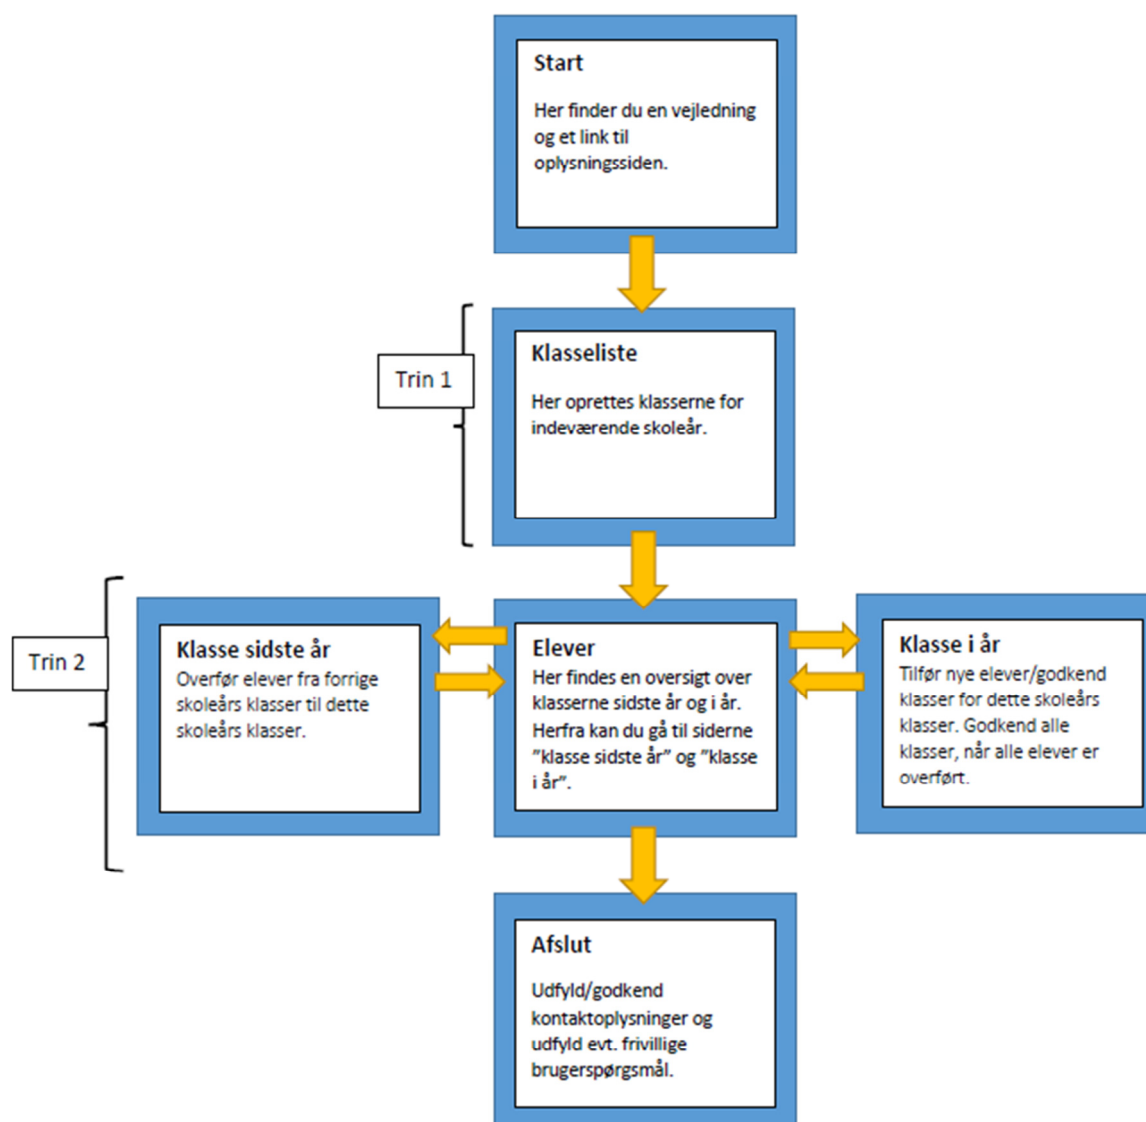 Start
Her finder du en vejledning
og et link til
oplysningssiden.
Trin 1
Klasseliste
Her oprettes klasserne for
indeværende skoleår.
Trin 2
Klasse sidste år
Overfør elever fra forrige
skoleårs klasser til dette
skoleårs klasser.
Elever
Her findes en oversigt over
klasserne sidste år og i år.
Herfra kan du gå til siderne
”klasse sidste år” og ”klasse
i år”.
Klasse i år
Tilfør nye elever/godkend
klasser for dette skoleårs
klasser. Godkend alle
klasser, når alle elever er
overført.
Afslut
Udfyld/godkend
kontaktoplysninger og
udfyld evt. frivillige
brugerspørgsmål.